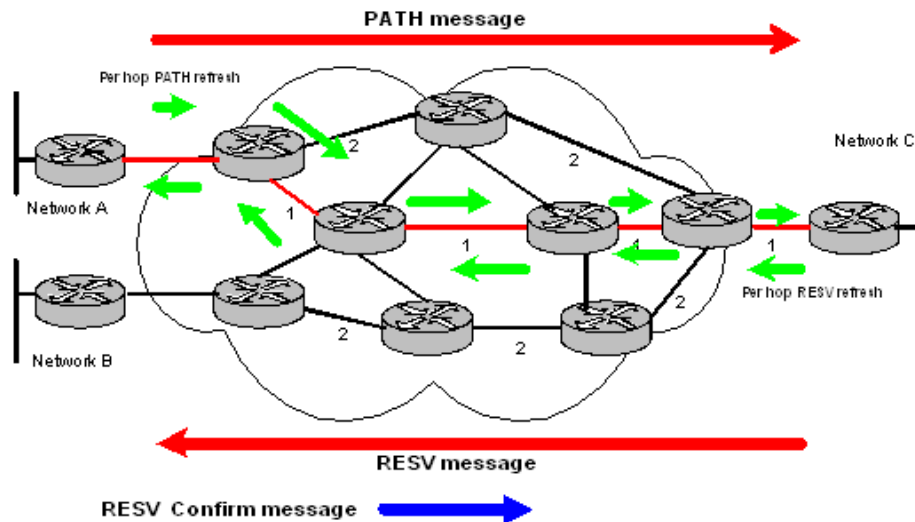 PATH message
Per hop PATH refresh
Network C
2
2
Network A
1
1
1
1
Per hop RESV refresh
2
Network B
2
2
RESV message
RESV Confirm message